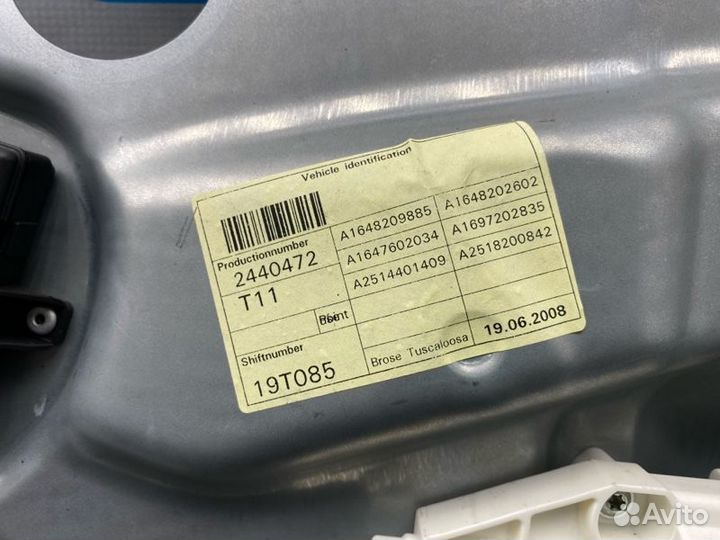 Vehicle identification
Productionnumber
2440472
T11
A1648209885 A1648202602
A1647602034 A1697202835
A2514401409 A2518200842
Shiftnumber
19T085
Brose Tuscaloosa 19.06.2008
Avito